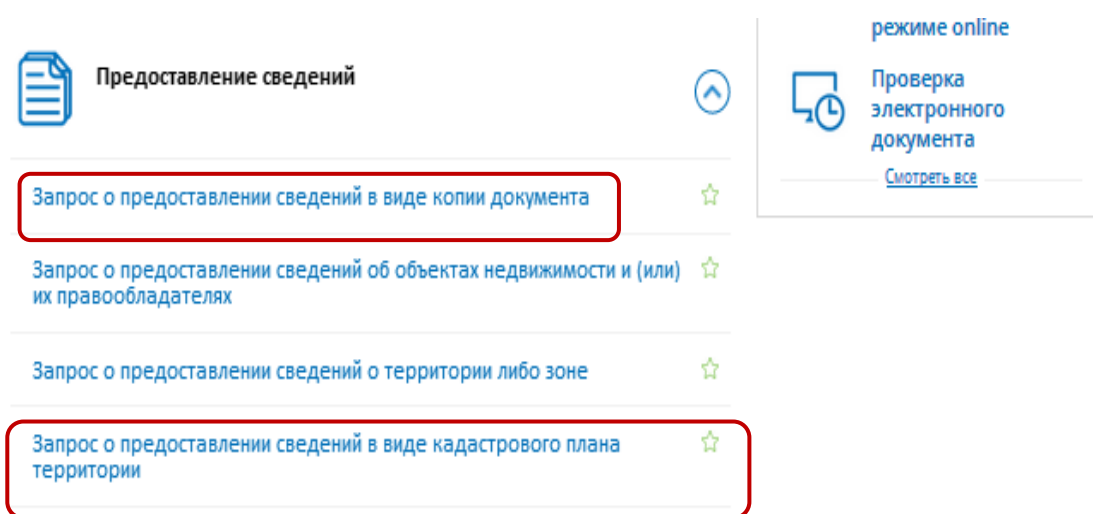 Предоставление сведений
Запрос о предоставлении сведений в виде копии документа
Запрос о предоставлении сведений об объектах недвижимости и (или)
их правообладателях
Запрос о предоставлении сведений о территории либо зоне
Запрос о предоставлении сведений в виде кадастрового плана
территории
режиме online
Проверка
электронного
документа
Смотреть все